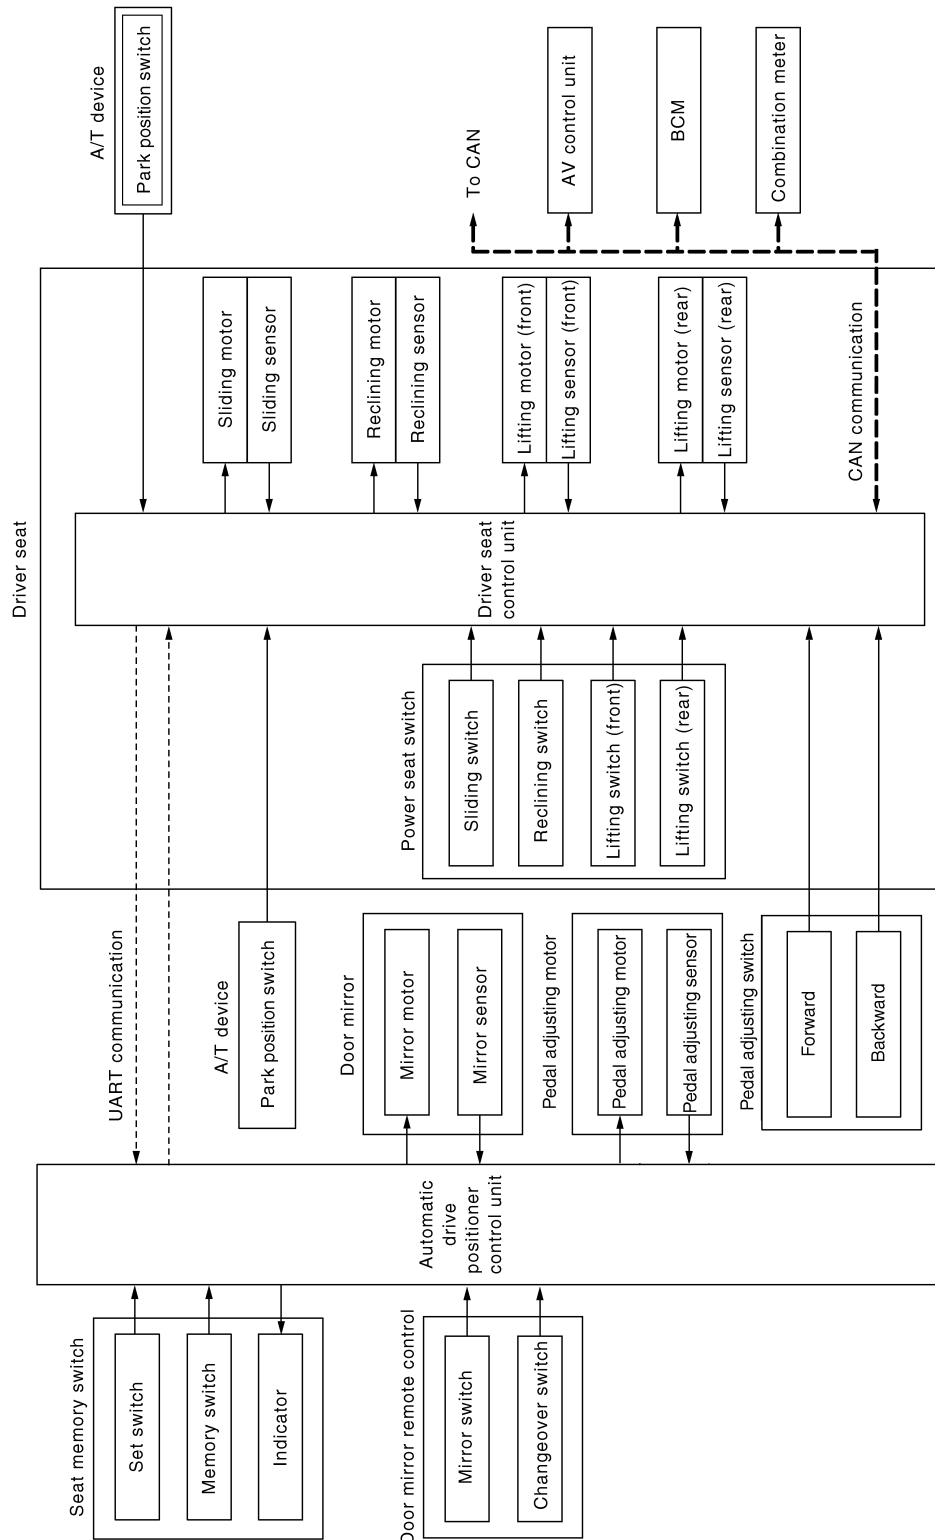 Seat memory switch
Set switch
Memory switch
Indicator
Door mirror remote control
Mirror switch
Changeover switch
Automatic
drive
positioner
control unit
UART communication
A/T device
Park position switch
Door mirror
Mirror motor
Mirror sensor
Pedal adjusting motor
Pedal adjusting motor
Pedal adjusting sensor
Pedal adjusting switch
Forward
Backward
Driver seat
Power seat switch
Sliding switch
Reclining switch
Lifting switch (front)
Lifting switch (rear)
Driver seat
control unit
Sliding motor
Sliding sensor
Reclining motor
Reclining sensor
Lifting motor (front)
Lifting sensor (front)
Lifting motor (rear)
Lifting sensor (rear)
CAN communication
A/T device
Park position switch
To CAN
AV control unit
BCM
Combination meter